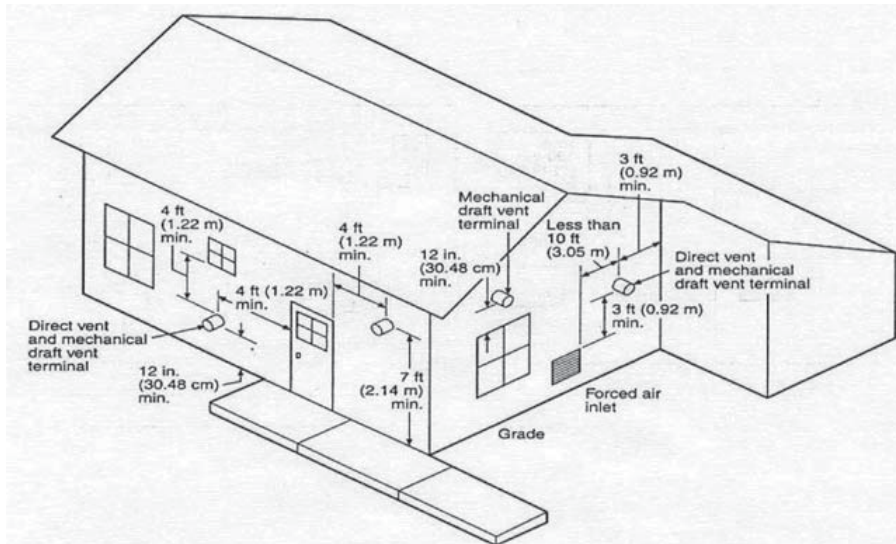 3 ft
(0.92 m)
min.
Mechanical
draft vent
terminal
4 ft
(1.22 m)
min.
4 ft
(1.22 m)
min.
Less than
10 ft
(3.05 m)
12 in.
(30.48 cm)
min.
Direct vent
and mechanical
draft vent terminal
4 ft (1.22 m)
min.
3 ft (0.92 m)
min.
Direct vent
and mechanical
draft vent
terminal
12 in.
(30.48 cm)
min.
7 ft
(2.14 m)
min.
Forced air
inlet
Grade